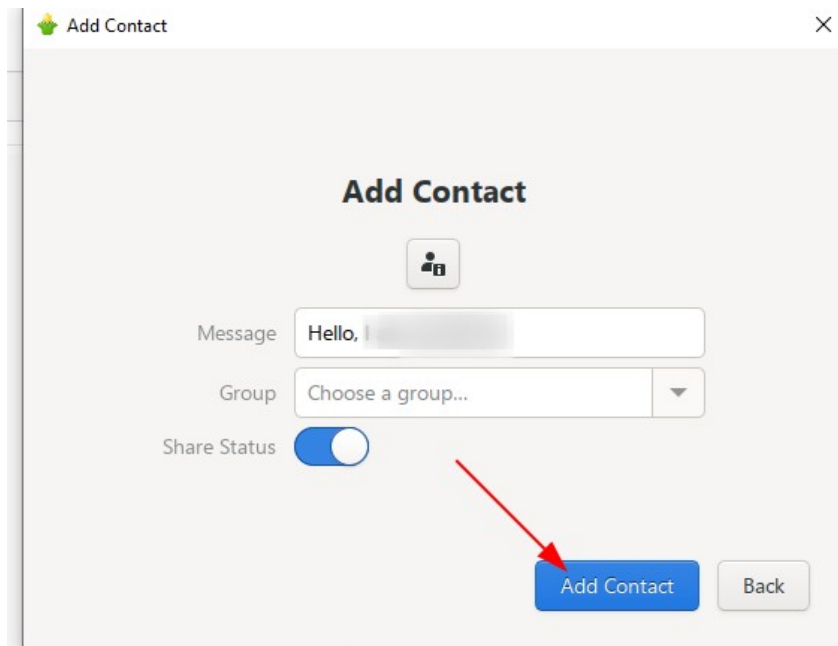 Add Contact
Add Contact
Message Hello, I
Group Choose a group...
Share Status
Add Contact Back